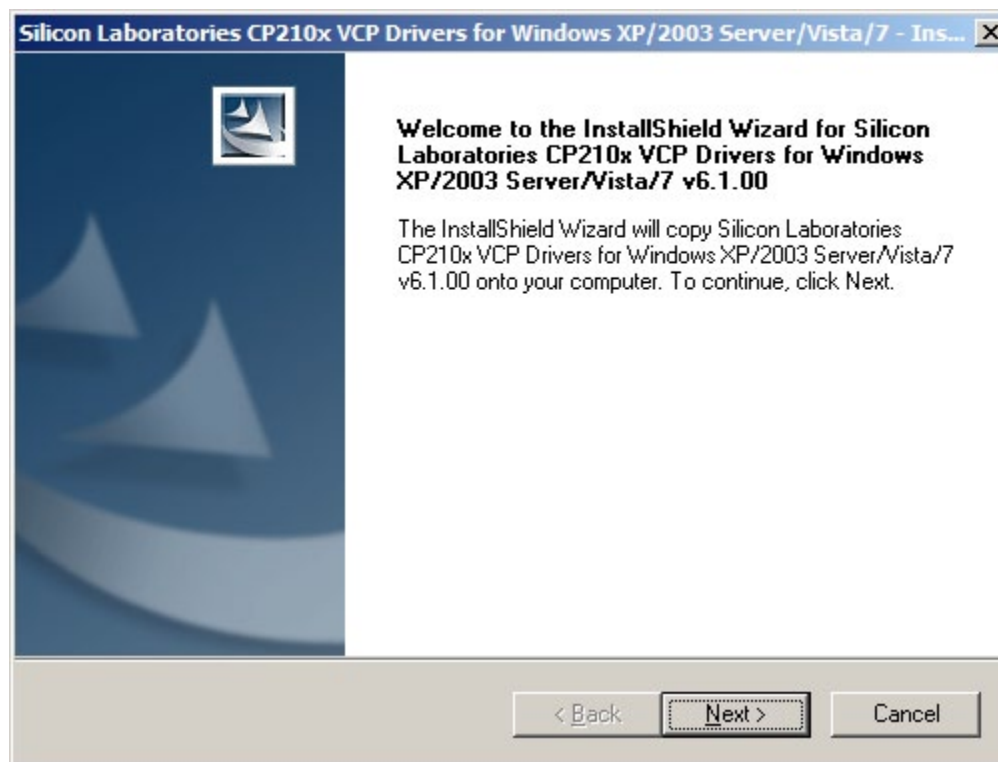 Silicon Laboratories CP210x VCP Drivers for Windows XP/2003 Server/Vista/7 - Ins...
Welcome to the InstallShield Wizard for Silicon
Laboratories CP210x VCP Drivers for Windows
XP/2003 Server/Vista/7 v6.1.00
The InstallShield Wizard will copy Silicon Laboratories
CP210x VCP Drivers for Windows XP/2003 Server/Vista/7
v6.1.00 onto your computer. To continue, click Next.
< Back Next > Cancel